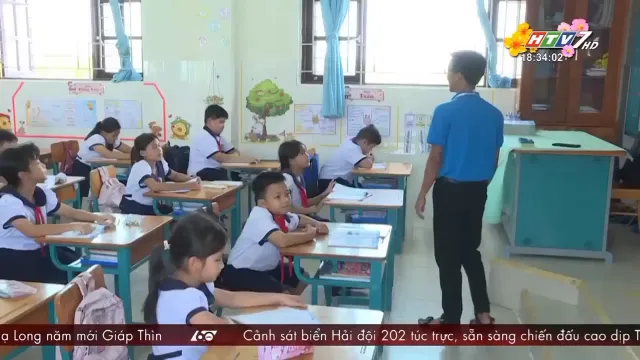 HTV7 HD
18:34:02
ạ Long năm mới Giáp Thìn
Cảnh sát biển Hải đội 202 túc trực, sẵn sàng chiến đấu cao dịp T